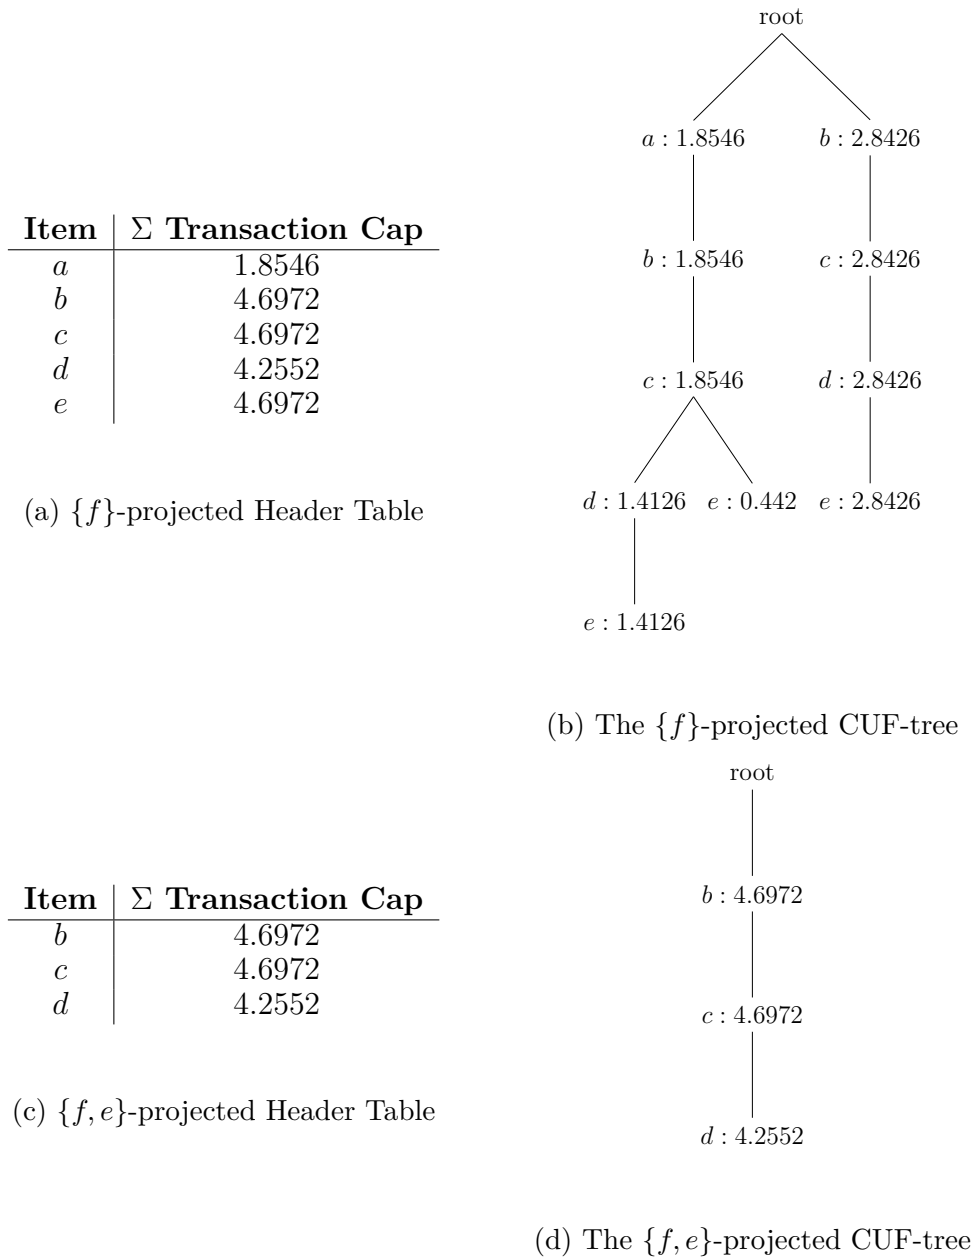 Item Σ Transaction Cap
a 1.8546
b 4.6972
c 4.6972
d 4.2552
e 4.6972
(a) {f}-projected Header Table
root
a : 1.8546 b : 2.8426
b : 1.8546 c : 2.8426
c : 1.8546 d : 2.8426
d : 1.4126 e : 0.442 e : 2.8426
e : 1.4126
(b) The {f}-projected CUF-tree
Item Σ Transaction Cap
b 4.6972
c 4.6972
d 4.2552
(c) {f, e}-projected Header Table
root
b : 4.6972
c : 4.6972
d : 4.2552
(d) The {f, e}-projected CUF-tree